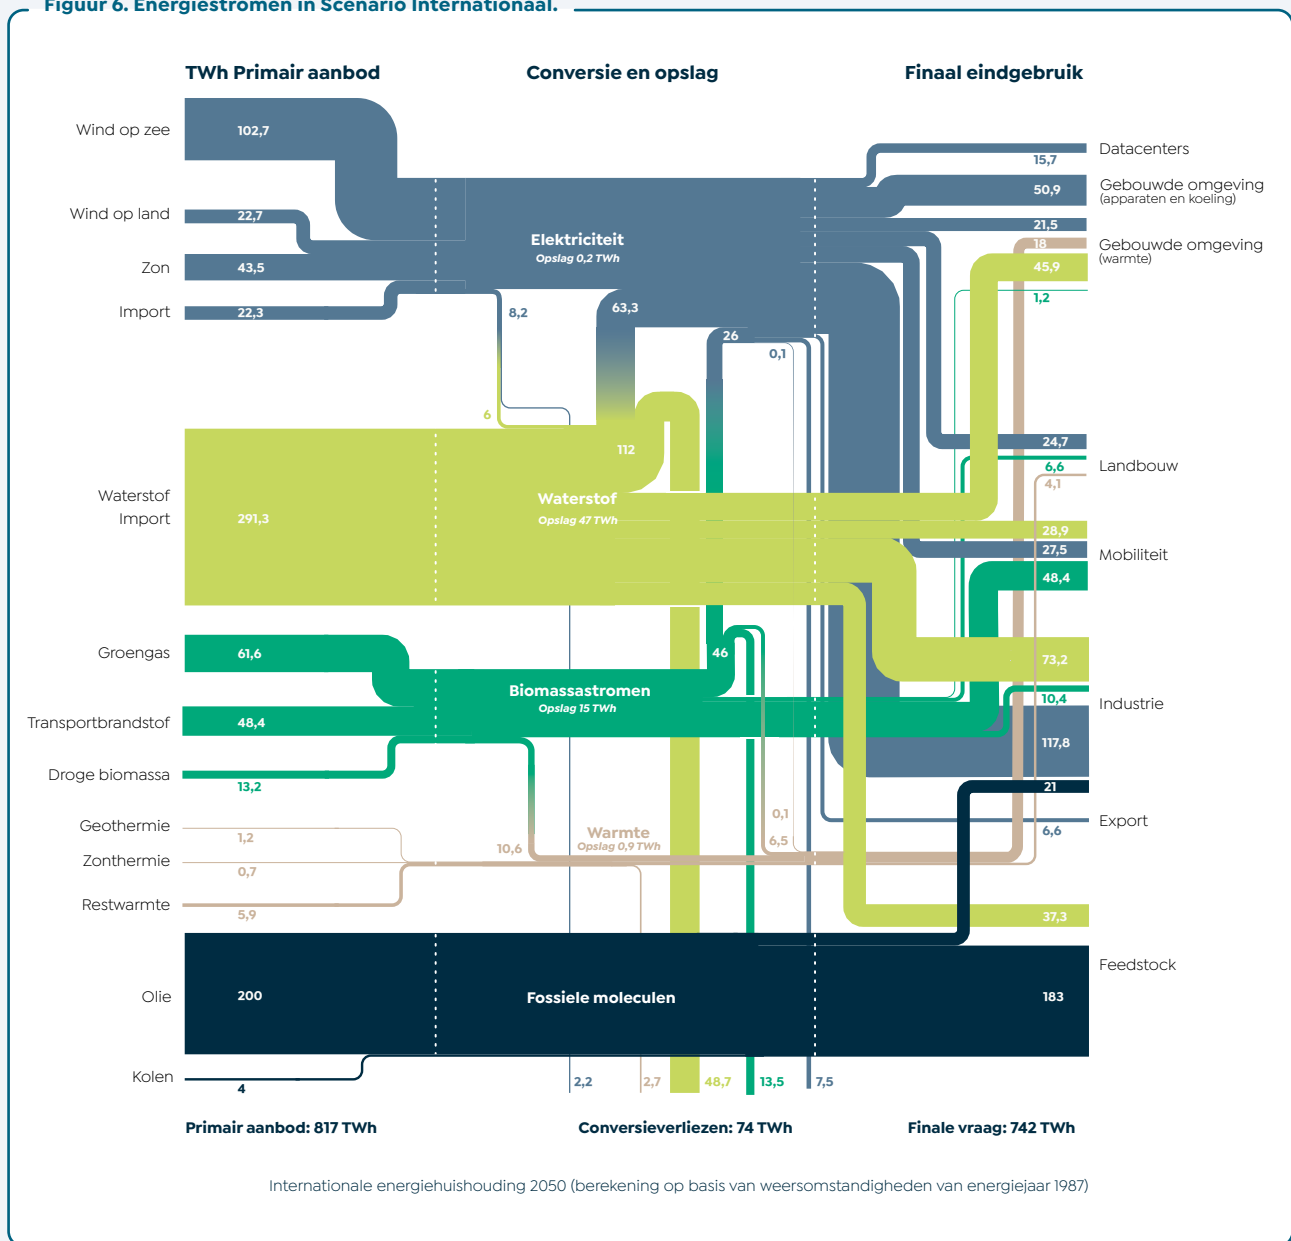 Figuur 6. Energiestromen in Scenario Internationaal.
TWh Primair aanbod
Conversie en opslag
Finaal eindgebruik
Wind op zee
102,7
Wind op land
22,7
Zon
43,5
Import
22,3
Elektriciteit
Opslag 0,2 TWh
8,2
63,3
26
0,1
6
112
Datacenters
15,7
50,9
Gebouwde omgeving
(apparaten en koeling)
21,5
18
Gebouwde omgeving
(warmte)
45,9
1,2
24,7
Landbouw
6,6
4,1
28,9
27,5
Mobiliteit
48,4
Waterstof
Import
291,3
Waterstof
Opslag 47 TWh
Groengas
61,6
46
73,2
Transportbrandstof
48,4
Biomassastromen
Opslag 15 TWh
10,4
Industrie
117,8
21
Droge biomassa
13,2
Geothermie
1,2
Zonthermie
0,7
Restwarmte
5,9
10,6
Warmte
Opslag 0,9 TWh
0,1
6,5
Export
6,6
37,3
Olie
200
Fossiele moleculen
183
Feedstock
Kolen
4
2,2
2,7
48,7
13,5
7,5
Primair aanbod: 817 TWh
Conversieverliezen: 74 TWh
Finale vraag: 742 TWh
Internationale energiehuishouding 2050 (berekening op basis van weersomstandigheden van energiejaar 1987)